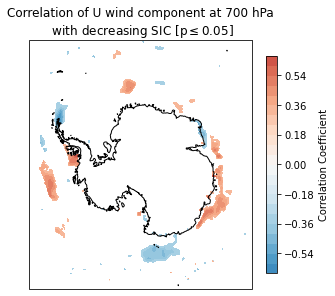 Correlation of U wind component at 700 hPa
with decreasing SIC [p ≤ 0.05]
0.54
0.36
0.18
0.00
−0.18
−0.36
−0.54
Correlation Coefficient